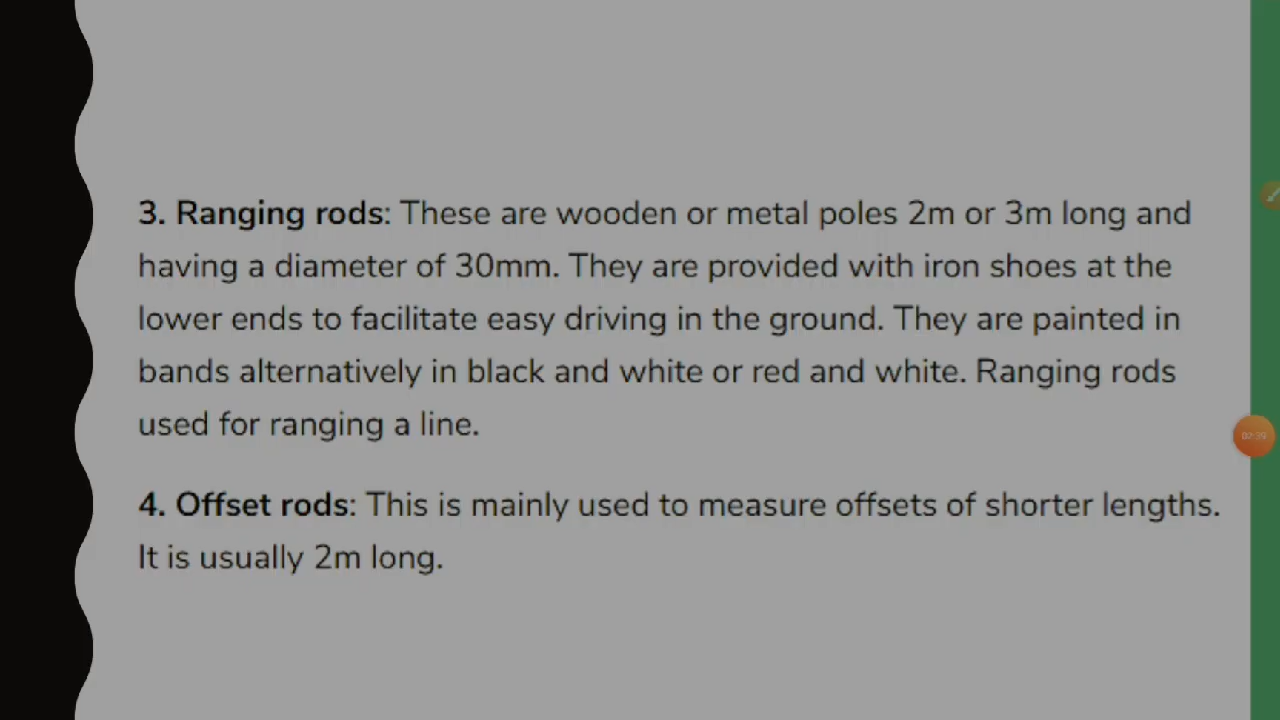 3. Ranging rods: These are wooden or metal poles 2m or 3m long and
having a diameter of 30mm. They are provided with iron shoes at the
lower ends to facilitate easy driving in the ground. They are painted in
bands alternatively in black and white or red and white. Ranging rods
used for ranging a line.
4. Offset rods: This is mainly used to measure offsets of shorter lengths.
It is usually 2m long.
02:39